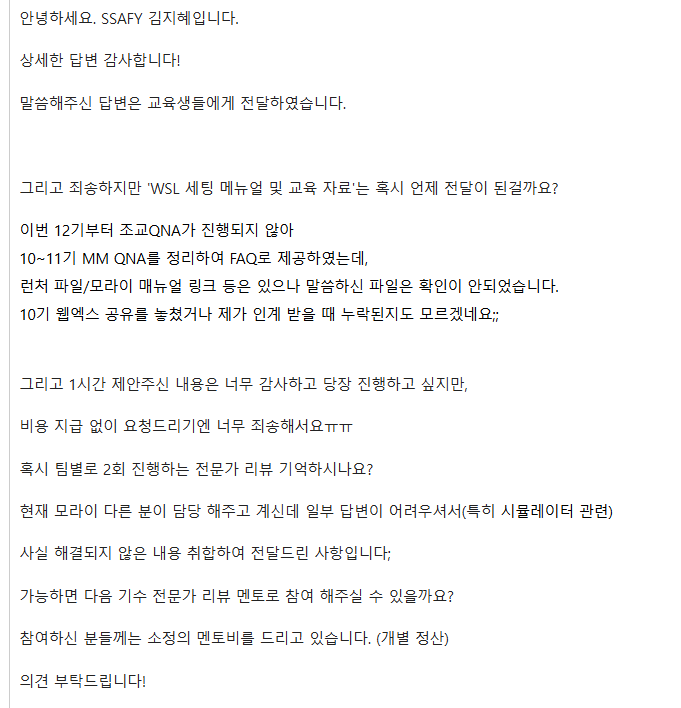 안녕하세요. SSAFY 김지혜입니다.
상세한 답변 감사합니다!
말씀해주신 답변은 교육생들에게 전달하였습니다.
그리고 죄송하지만 'WSL 세팅 메뉴얼 및 교육 자료'는 혹시 언제 전달이 된걸까요?
이번 12기부터 조교QNA가 진행되지 않아
10~11기 MM QNA를 정리하여 FAQ로 제공하였는데,
런처 파일/모라이 매뉴얼 링크 등은 있으나 말씀하신 파일은 확인이 안되었습니다.
10기 웹엑스 공유를 놓쳤거나 제가 인계 받을 때 누락된지도 모르겠네요;;
그리고 1시간 제안주신 내용은 너무 감사하고 당장 진행하고 싶지만,
비용 지급 없이 요청드리기엔 너무 죄송해서요ㅠㅠ
혹시 팀별로 2회 진행하는 전문가 리뷰 기억하시나요?
현재 모라이 다른 분이 담당 해주고 계신데 일부 답변이 어려우셔서(특히 시뮬레이터 관련)
사실 해결되지 않은 내용 취합하여 전달드린 사항입니다;
가능하면 다음 기수 전문가 리뷰 멘토로 참여 해주실 수 있을까요?
참여하신 분들께는 소정의 멘토비를 드리고 있습니다. (개별 정산)
의견 부탁드립니다!